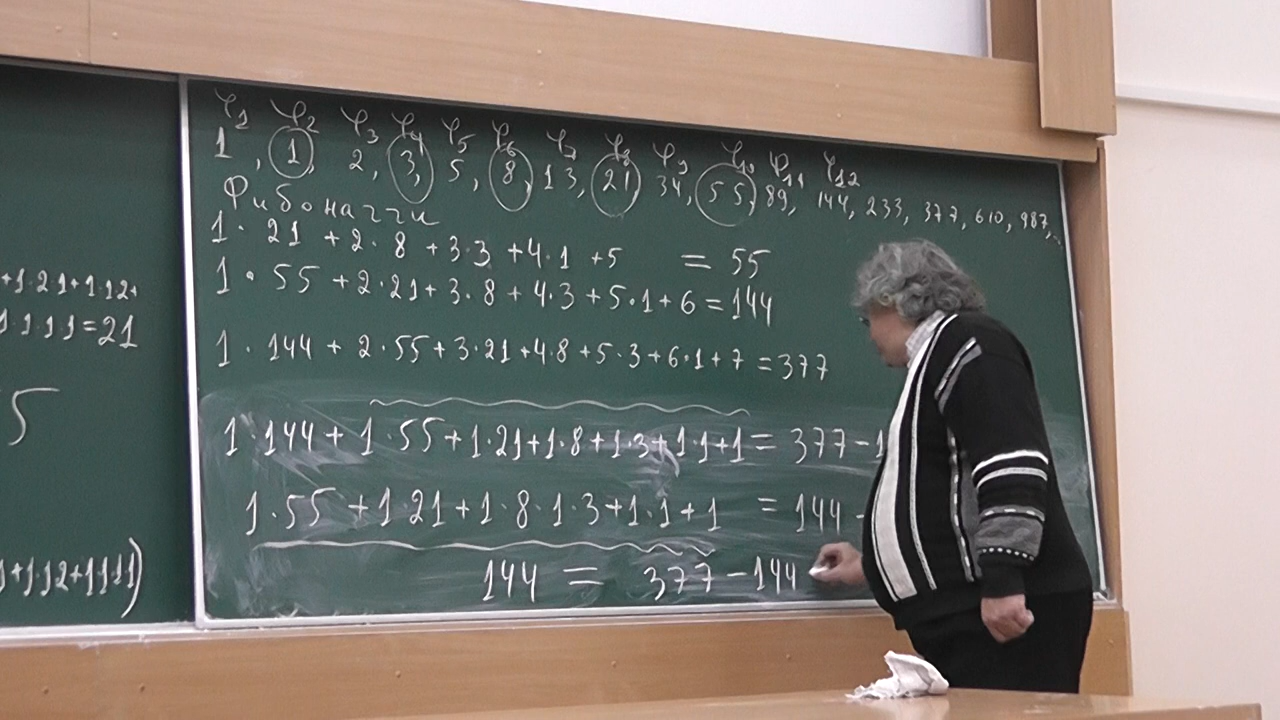 +1·21+1·12+
1·1·1·1=21
5
1+1·12+1·1·1·1)
φ₁ φ₂ φ₃ φ₄ φ₅ φ₆ φ₇ φ₈ φ₉ φ₁₀ φ₁₁ φ₁₂
1, 1, 2, 3, 5, 8, 13, 21, 34, 55, 89, 144, 233, 377, 610, 987, ..
Фибоначчи
1·21+2·8+3·3+4·1+5 = 55
1·55+2·21+3·8+4·3+5·1+6=144
1·144+2·55+3·21+4·8+5·3+6·1+7=377
1·144+1·55+1·21+1·8+1·3+1·1+1=377-1
1·55+1·21+1·8·1·3+1·1+1 =144-
144 = 377-144